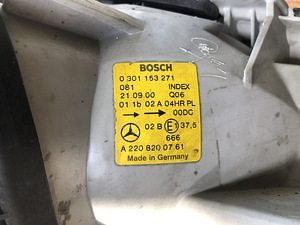 BOSCH
0 301 153 271
081 INDEX
21.09.00 Q06
01 1b 02 A 04HR PL
00DC
02 B E1 37,5
666
A 220 820 07 61
Made in Germany